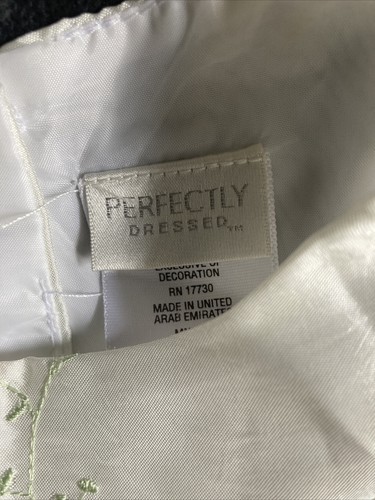 PERFECTLY
DRESSED™
EXCLUSIVE OF
DECORATION
RN 17730
MADE IN UNITED
ARAB EMIRATES